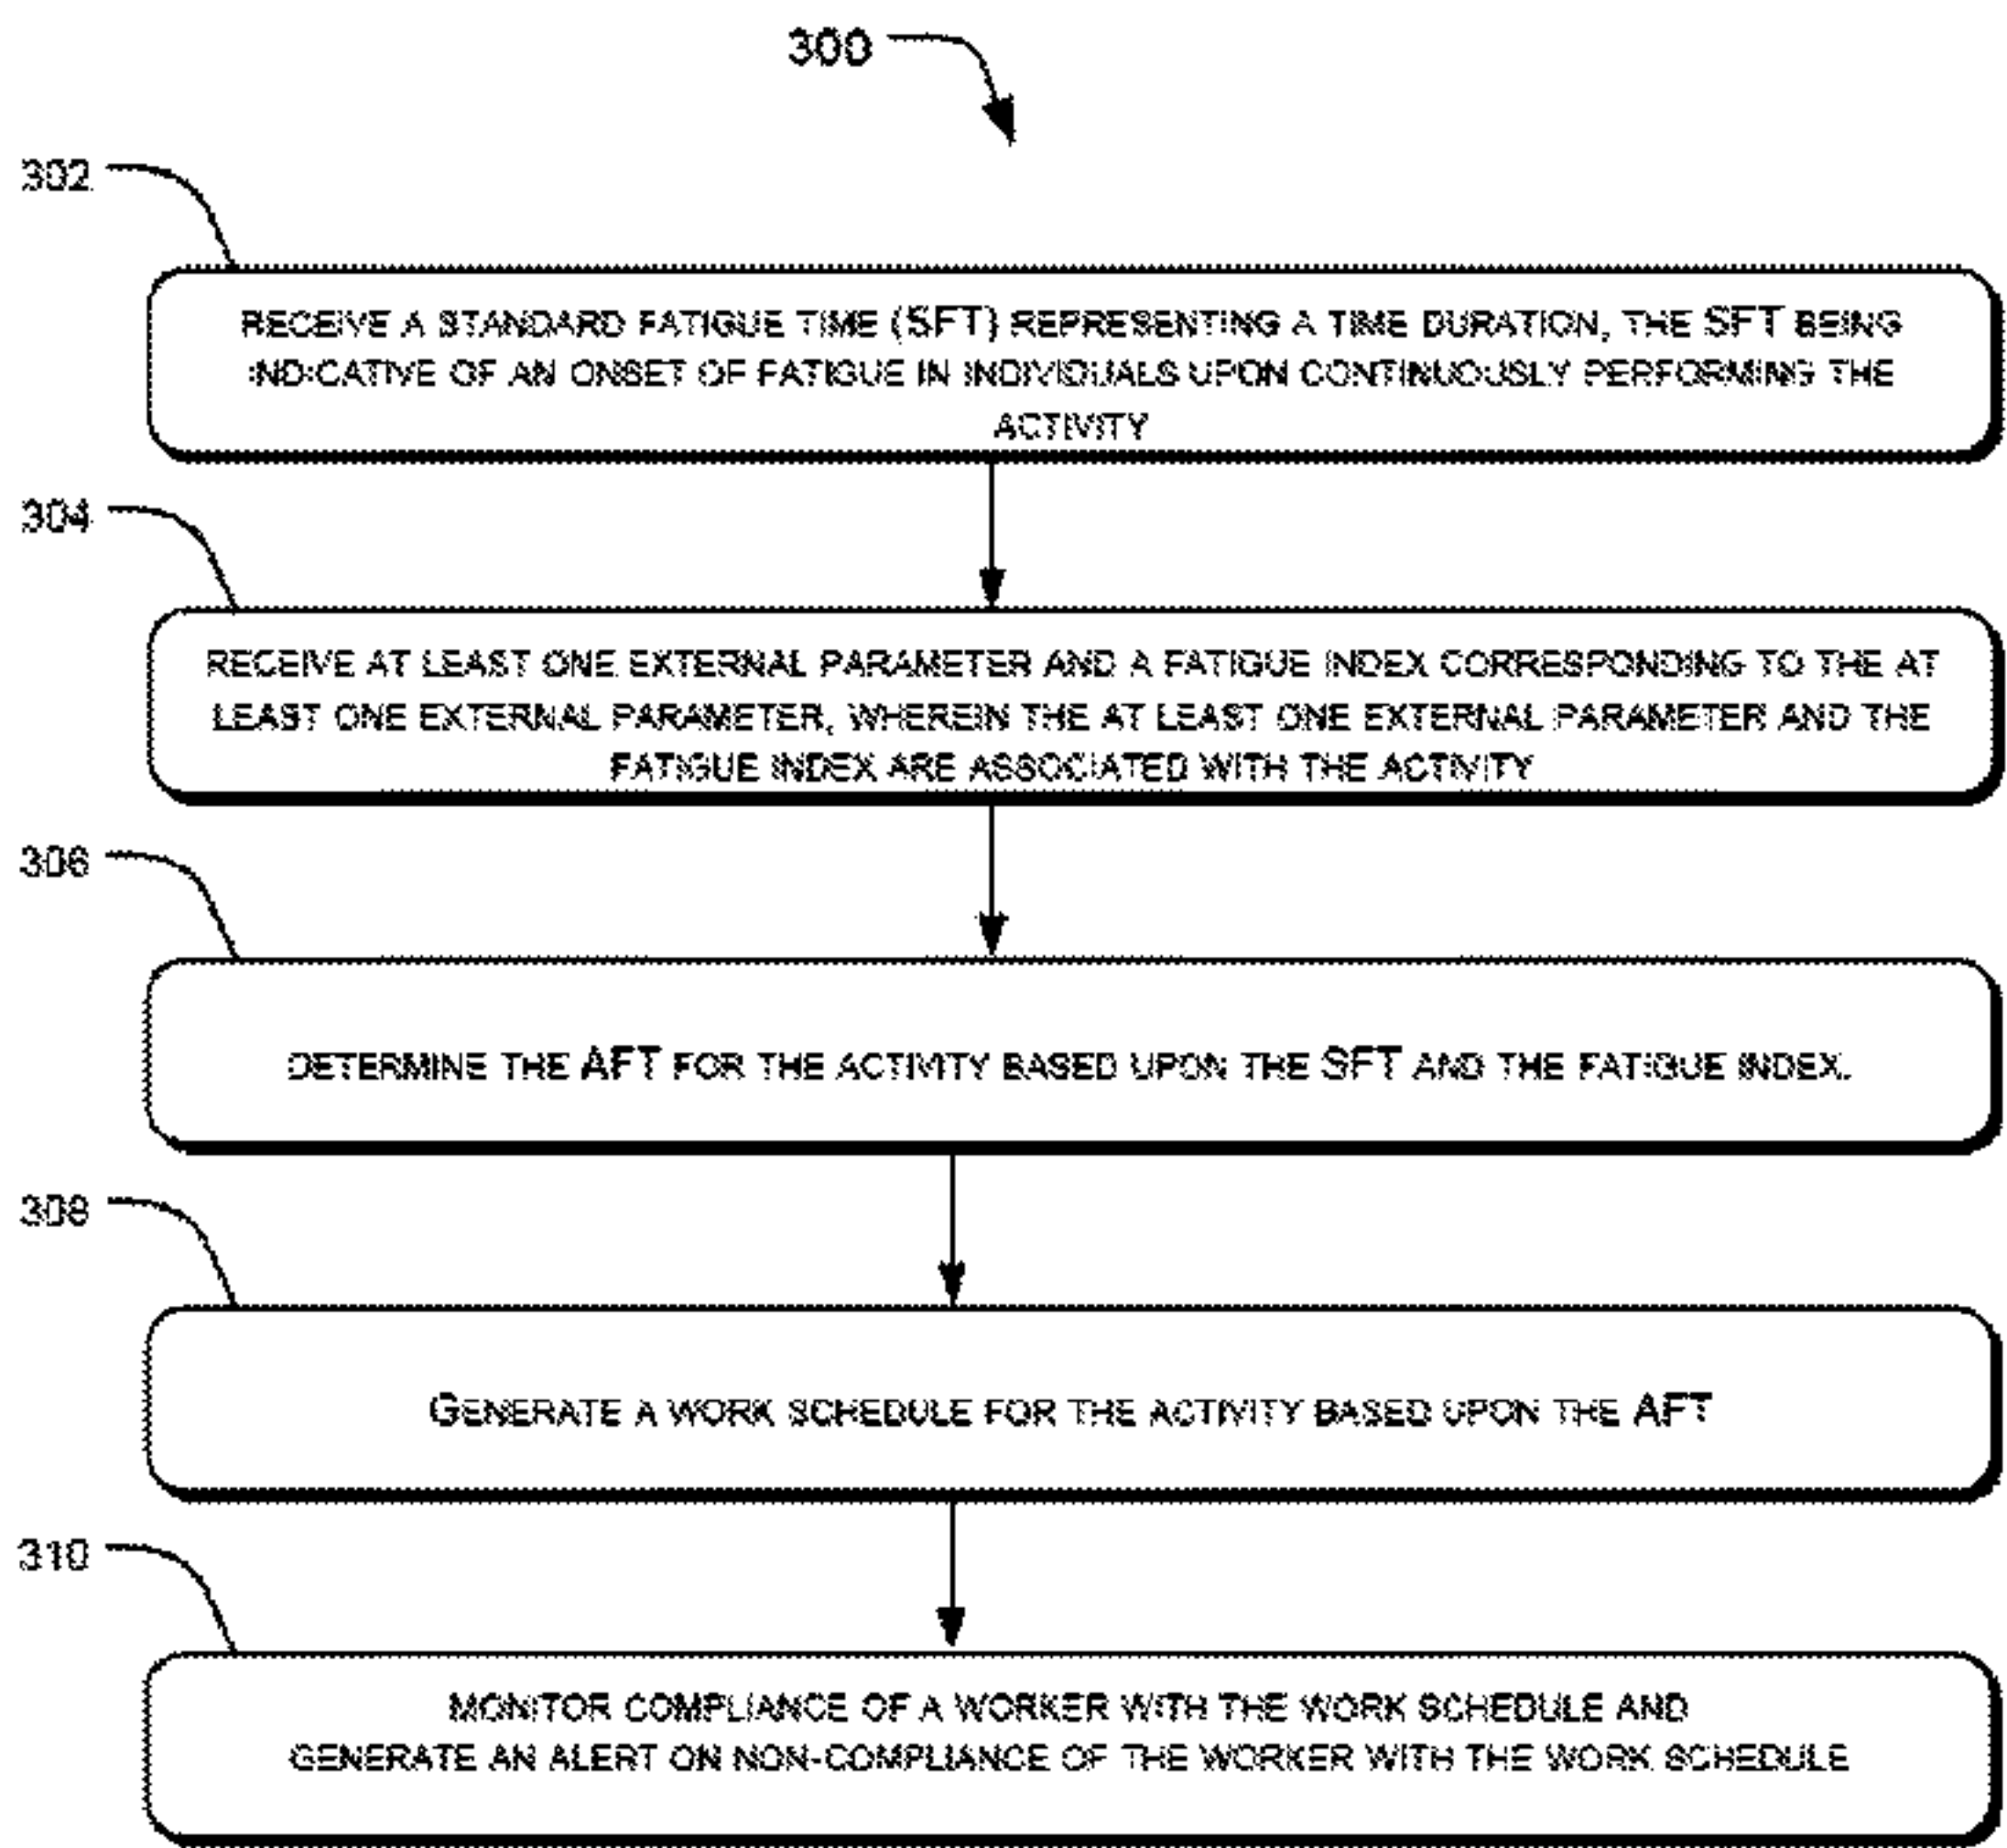 300
302
RECEIVE A STANDARD FATIGUE TIME (SFT) REPRESENTING A TIME DURATION, THE SFT BEING
INDICATIVE OF AN ONSET OF FATIGUE IN INDIVIDUALS UPON CONTINUOUSLY PERFORMING THE
ACTIVITY
304
RECEIVE AT LEAST ONE EXTERNAL PARAMETER AND A FATIGUE INDEX CORRESPONDING TO THE AT
LEAST ONE EXTERNAL PARAMETER, WHEREIN THE AT LEAST ONE EXTERNAL PARAMETER AND THE
FATIGUE INDEX ARE ASSOCIATED WITH THE ACTIVITY
306
DETERMINE THE AFT FOR THE ACTIVITY BASED UPON THE SFT AND THE FATIGUE INDEX.
308
GENERATE A WORK SCHEDULE FOR THE ACTIVITY BASED UPON THE AFT
310
MONITOR COMPLIANCE OF A WORKER WITH THE WORK SCHEDULE AND
GENERATE AN ALERT ON NON-COMPLIANCE OF THE WORKER WITH THE WORK SCHEDULE